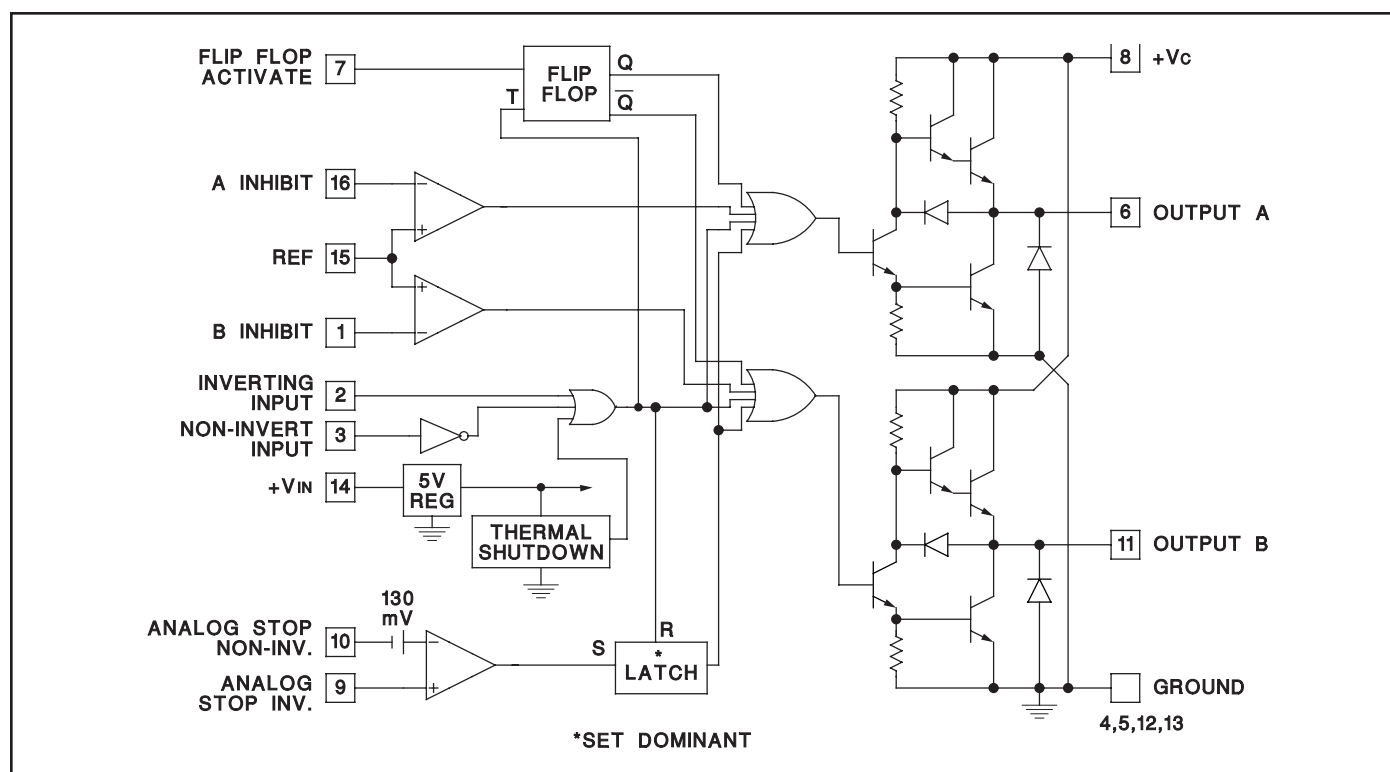 FLIP FLOP
ACTIVATE
7
FLIP
FLOP
T
Q
Q̅
8
+VC
A INHIBIT
16
−
+
REF
15
6
OUTPUT A
+
−
B INHIBIT
1
INVERTING
INPUT
2
NON-INVERT
INPUT
3
+VIN
14
5V
REG
THERMAL
SHUTDOWN
11
OUTPUT B
130
mV
ANALOG STOP
NON-INV.
10
−
S
R
*
LATCH
ANALOG
STOP INV.
9
+
GROUND
4,5,12,13
*SET DOMINANT